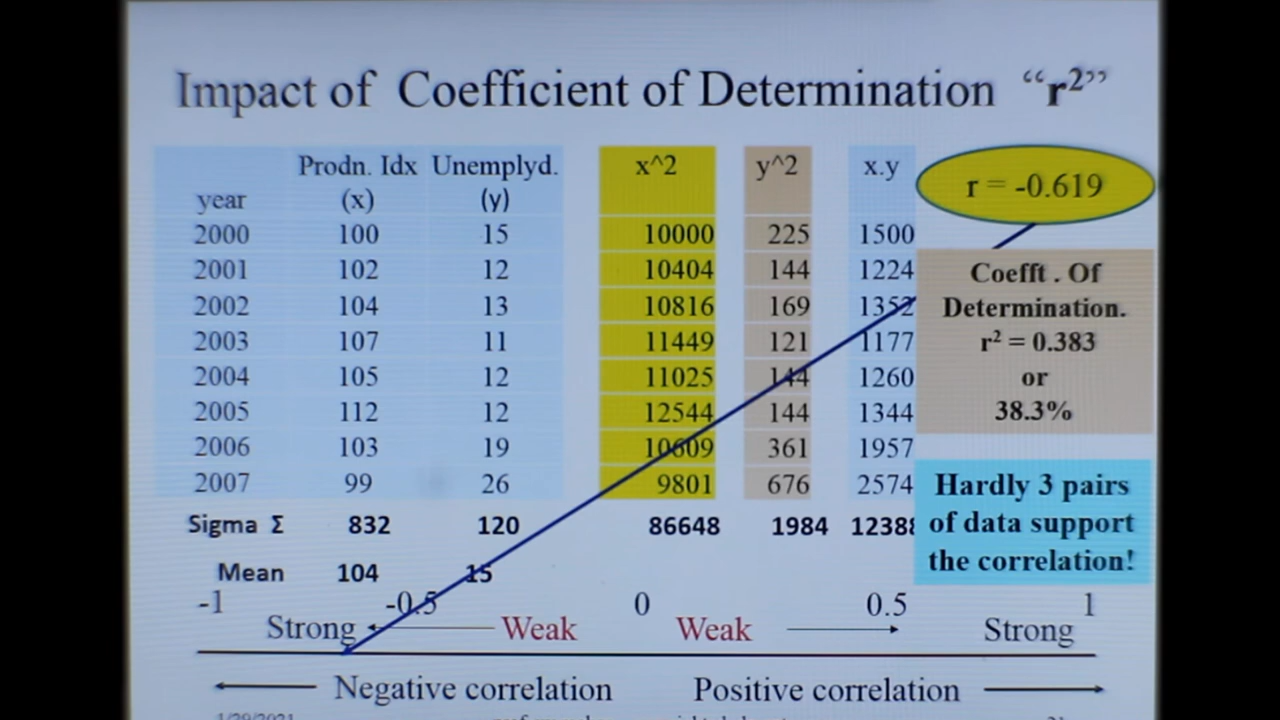 Impact of Coefficient of Determination “r²”
Prodn. Idx Unemplyd. x^2 y^2 x.y
year (x) (y)
r = -0.619
2000 100 15 10000 225 1500
2001 102 12 10404 144 1224
2002 104 13 10816 169 1352
2003 107 11 11449 121 1177
2004 105 12 11025 144 1260
2005 112 12 12544 144 1344
2006 103 19 10609 361 1957
2007 99 26 9801 676 2574
Sigma Σ 832 120 86648 1984 12388
Mean 104 15
Coefft . Of
Determination.
r² = 0.383
or
38.3%
Hardly 3 pairs
of data support
the correlation!
-1 -0.5 0 0.5 1
Strong Weak Weak Strong
Negative correlation Positive correlation